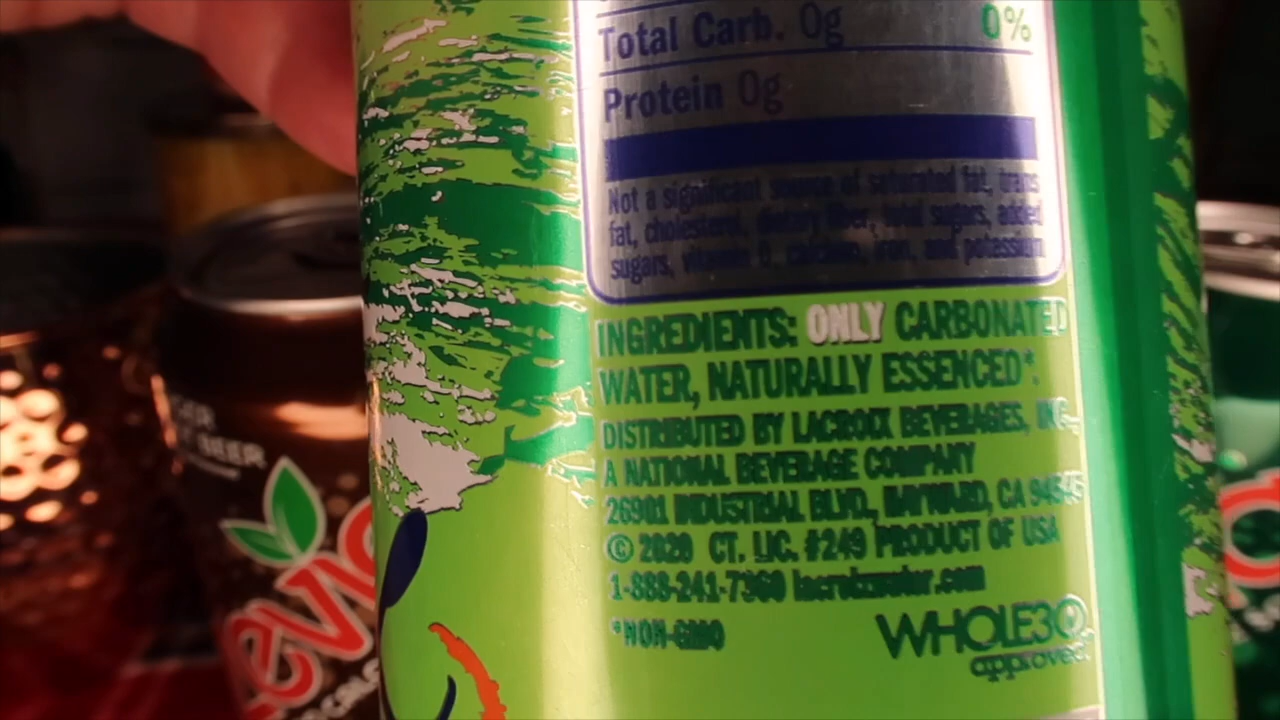 Total Carb. 0g 0%
Protein 0g
Not a significant source of saturated fat, trans
fat, cholesterol, dietary fiber, total sugars, added
sugars, vitamin D, calcium, iron, and potassium
INGREDIENTS: ONLY CARBONATED
WATER, NATURALLY ESSENCED*.
DISTRIBUTED BY LACROIX BEVERAGES, INC.,
A NATIONAL BEVERAGE COMPANY
26901 INDUSTRIAL BLVD., HAYWARD, CA 94545
© 2020 CT. LIC. #249 PRODUCT OF USA
1-888-241-7360 lacroixwater.com
*NON-GMO
WHOLE30
approved
BEER